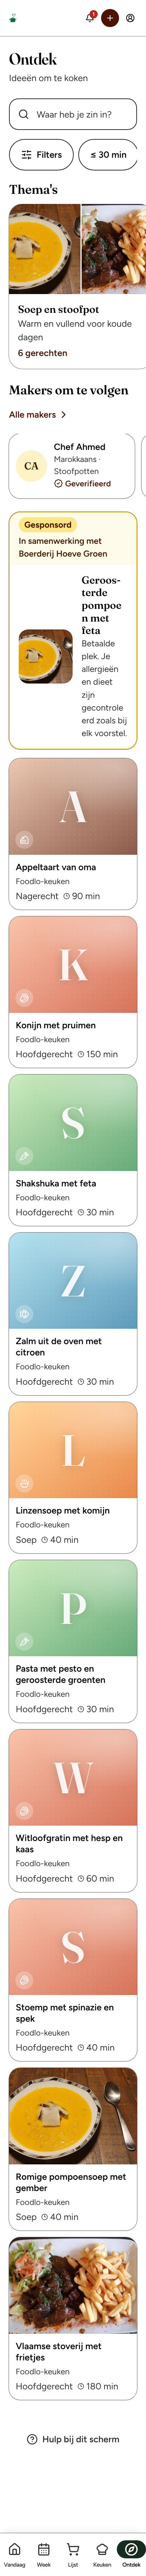 1
Ontdek
Ideeën om te koken
Waar heb je zin in?
Filters
≤ 30 min
Thema's
Soep en stoofpot
Warm en vullend voor koude
dagen
6 gerechten
Makers om te volgen
Alle makers
CA
Chef Ahmed
Marokkaans ·
Stoofpotten
Geverifieerd
Gesponsord
In samenwerking met
Boerderij Hoeve Groen
Geroos-
terde
pompoe
n met
feta
Betaalde
plek. Je
allergieën
en dieet
zijn
gecontrole
erd zoals bij
elk voorstel.
A
Appeltaart van oma
Foodlo-keuken
Nagerecht 90 min
K
Konijn met pruimen
Foodlo-keuken
Hoofdgerecht 150 min
S
Shakshuka met feta
Foodlo-keuken
Hoofdgerecht 30 min
Z
Zalm uit de oven met
citroen
Foodlo-keuken
Hoofdgerecht 30 min
L
Linzensoep met komijn
Foodlo-keuken
Soep 40 min
P
Pasta met pesto en
geroosterde groenten
Foodlo-keuken
Hoofdgerecht 30 min
W
Witloofgratin met hesp en
kaas
Foodlo-keuken
Hoofdgerecht 60 min
S
Stoemp met spinazie en
spek
Foodlo-keuken
Hoofdgerecht 40 min
Romige pompoensoep met
gember
Foodlo-keuken
Soep 40 min
Vlaamse stoverij met
frietjes
Foodlo-keuken
Hoofdgerecht 180 min
Hulp bij dit scherm
Vandaag
Week
Lijst
Keuken
Ontdek